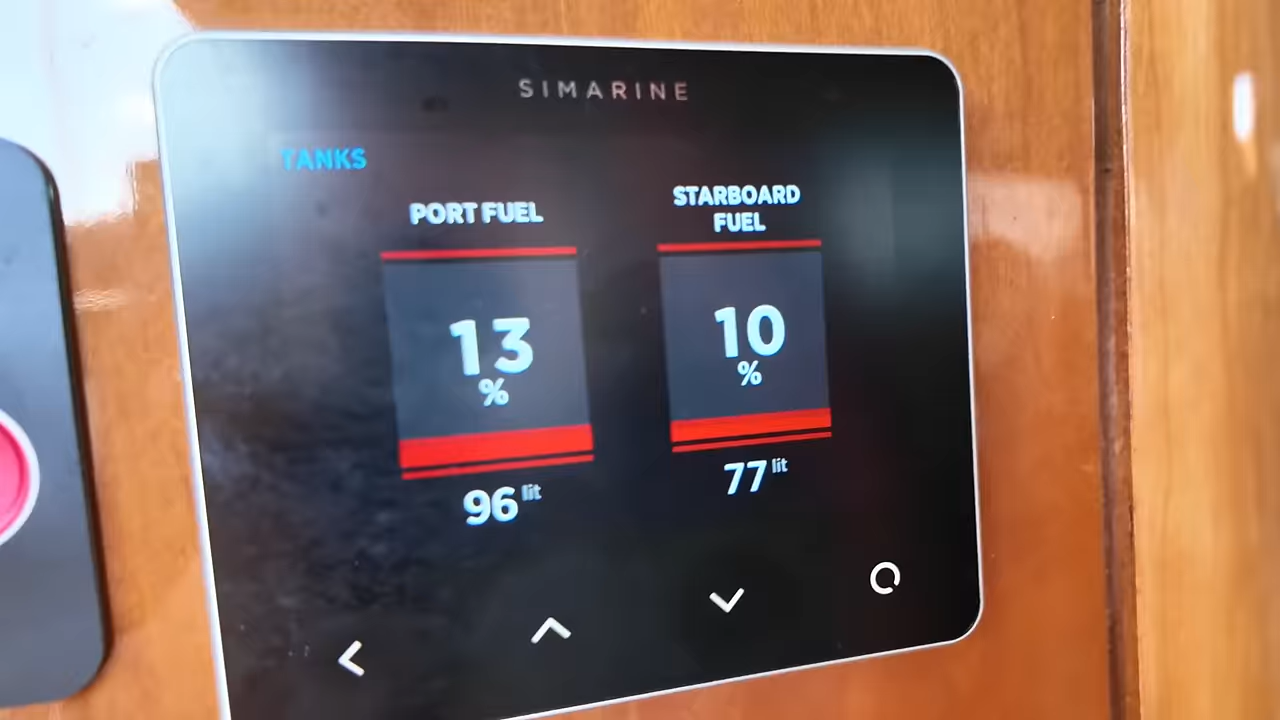 SIMARINE
TANKS
PORT FUEL
13
%
96 lit
STARBOARD
FUEL
10
%
77 lit